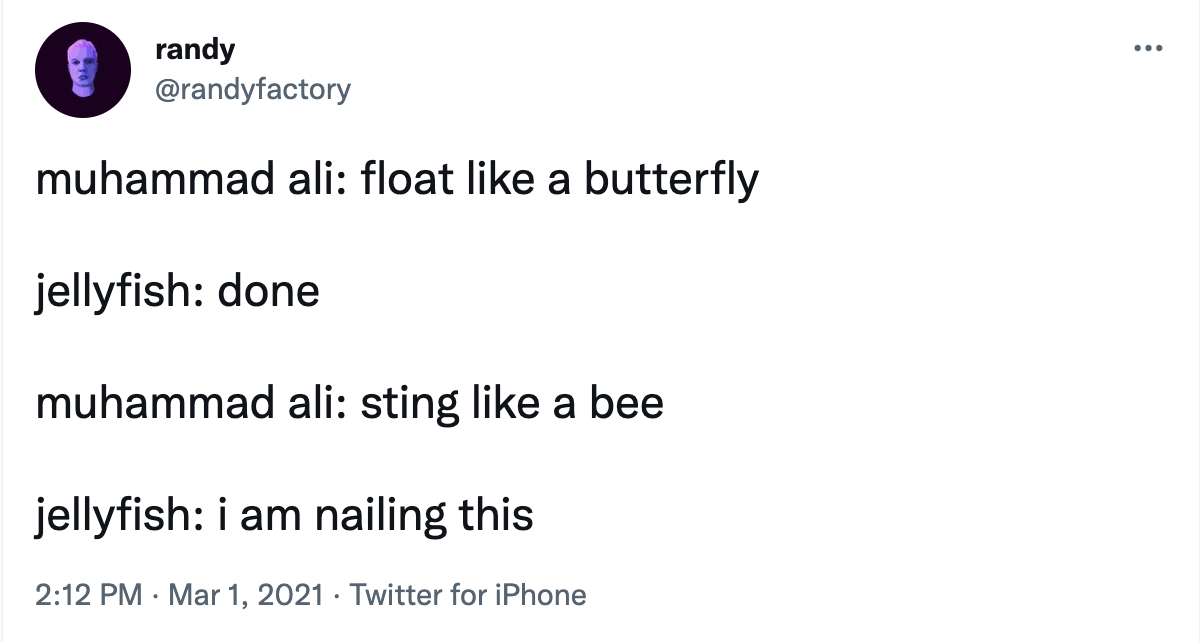 randy
@randyfactory
muhammad ali: float like a butterfly
jellyfish: done
muhammad ali: sting like a bee
jellyfish: i am nailing this
2:12 PM · Mar 1, 2021 · Twitter for iPhone